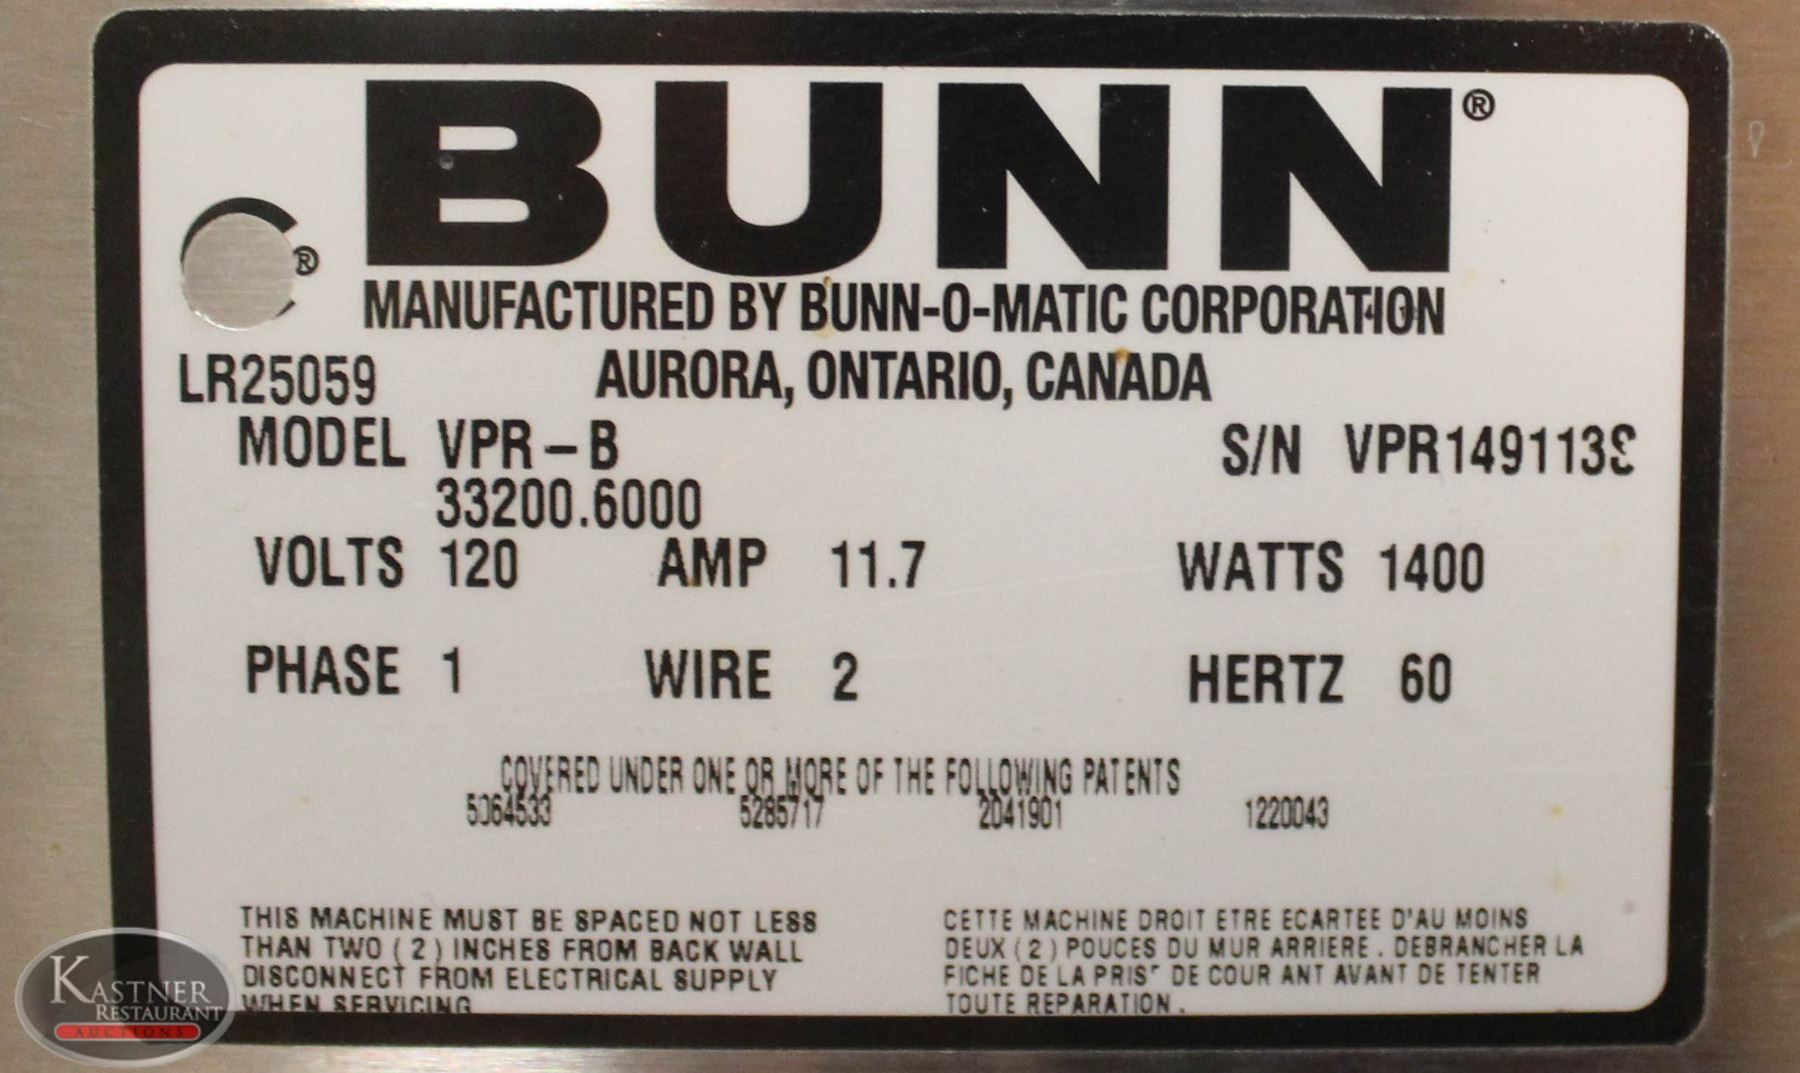 BUNN®
®
MANUFACTURED BY BUNN-O-MATIC CORPORATION
LR25059 AURORA, ONTARIO, CANADA
MODEL VPR-B S/N
33200.6000
VOLTS 120 AMP 11.7 WATTS 1400
PHASE 1 WIRE 2 HERTZ 60
COVERED UNDER ONE OR MORE OF THE FOLLOWING PATENTS
5064533 5285717 2041901 1220043
THIS MACHINE MUST BE SPACED NOT LESS
THAN TWO (2) INCHES FROM BACK WALL
DISCONNECT FROM ELECTRICAL SUPPLY
WHEN SERVICING
CETTE MACHINE DROIT ETRE ECARTEE D'AU MOINS
DEUX (2) POUCES DU MUR ARRIERE. DEBRANCHER LA
FICHE DE LA DE COUR ANT AVANT DE TENTER
TOUTE REPARATION.
KASTNER
RESTAURANT
AUCTIONS